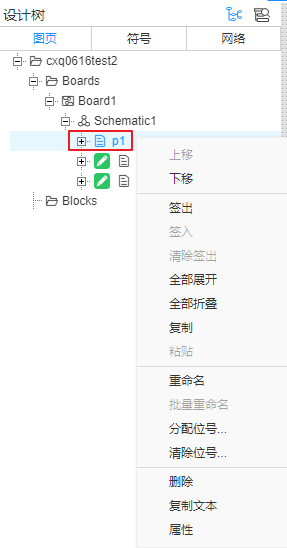 设计树
图页 符号 网络
cxq0616test2
Boards
Board1
Schematic1
p1
Blocks
上移
下移
签出
签入
清除签出
全部展开
全部折叠
复制
粘贴
重命名
批量重命名
分配位号...
清除位号...
删除
复制文本
属性